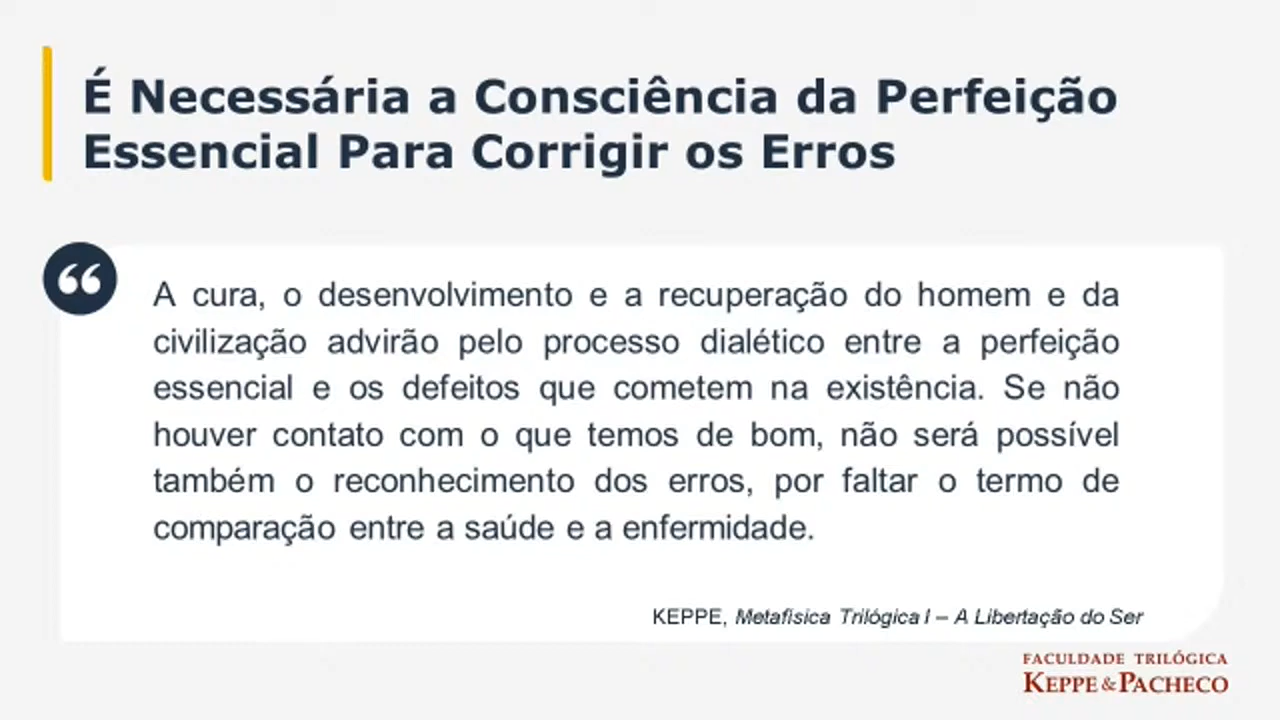 É Necessária a Consciência da Perfeição
Essencial Para Corrigir os Erros
“
A cura, o desenvolvimento e a recuperação do homem e da
civilização advirão pelo processo dialético entre a perfeição
essencial e os defeitos que cometem na existência. Se não
houver contato com o que temos de bom, não será possível
também o reconhecimento dos erros, por faltar o termo de
comparação entre a saúde e a enfermidade.
KEPPE, Metafísica Trilógica I – A Libertação do Ser
FACULDADE TRILÓGICA
KEPPE & PACHECO